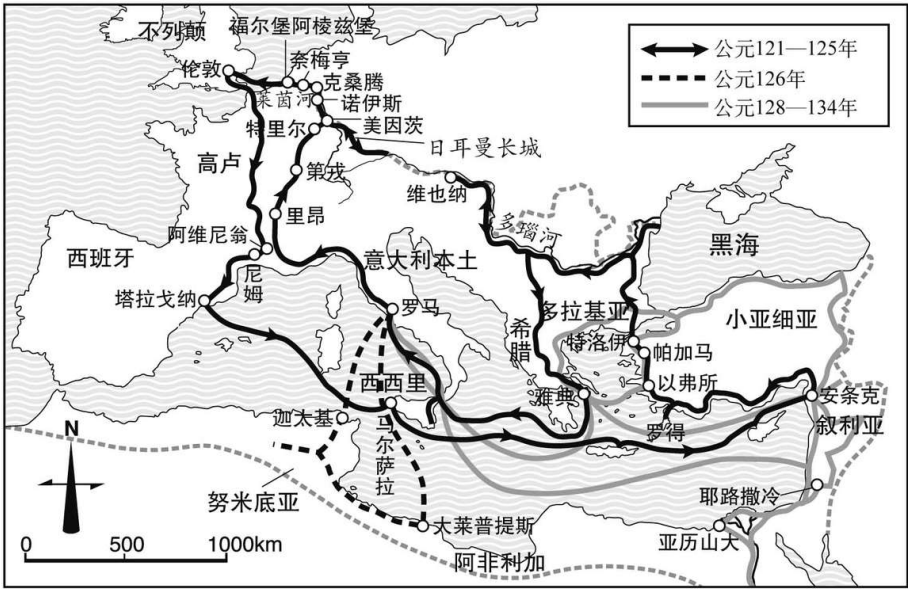 不列颠
福尔堡阿棱兹堡
伦敦
奈梅亨
克桑腾
莱茵河
诺伊斯
特里尔
美因茨
日耳曼长城
高卢
第戎
维也纳
里昂
多瑙河
阿维尼翁
西班牙
尼姆
意大利本土
黑海
塔拉戈纳
罗马
多拉基亚
小亚细亚
希腊
特洛伊
帕加马
西西里
以弗所
迦太基
雅典
安条克
马尔萨拉
罗得
叙利亚
努米底亚
耶路撒冷
大莱普提斯
亚历山大
阿非利加
公元121—125年
公元126年
公元128—134年
N
0 500 1000km